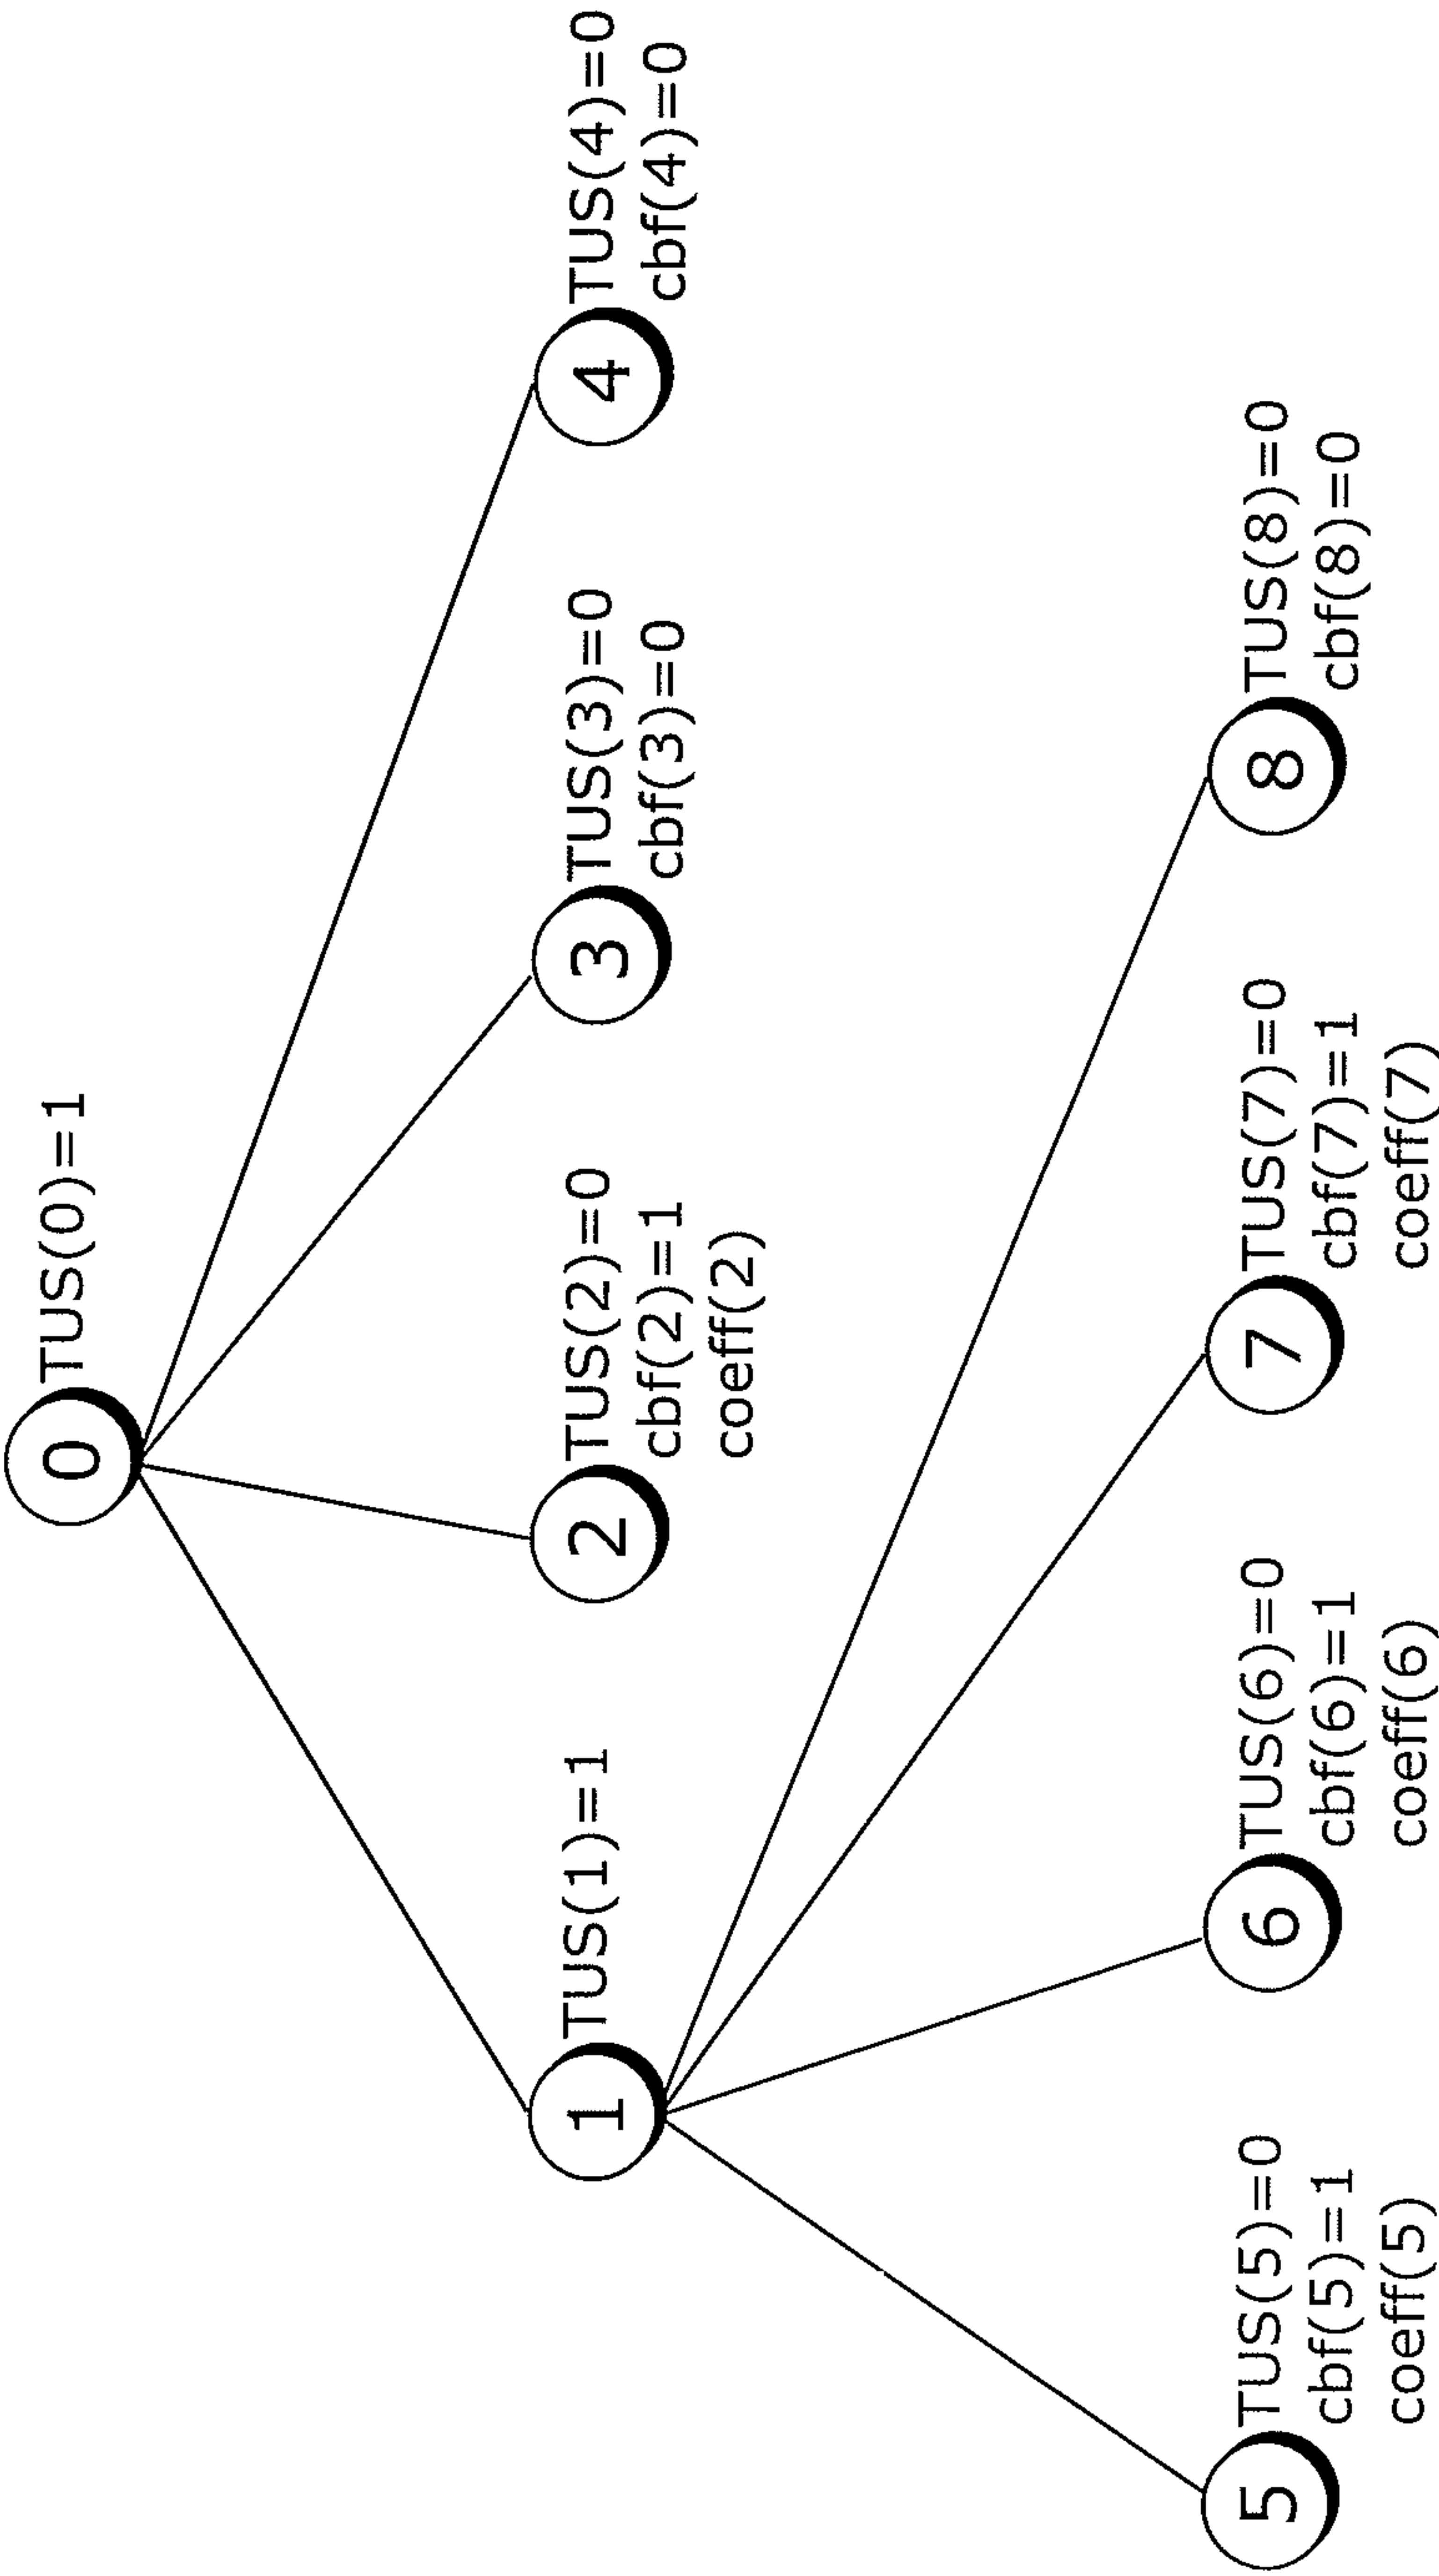 0
TUS(0)=1
1
TUS(1)=1
2
TUS(2)=0
cbf(2)=1
coeff(2)
3
TUS(3)=0
cbf(3)=0
4
TUS(4)=0
cbf(4)=0
5
TUS(5)=0
cbf(5)=1
coeff(5)
6
TUS(6)=0
cbf(6)=1
coeff(6)
7
TUS(7)=0
cbf(7)=1
coeff(7)
8
TUS(8)=0
cbf(8)=0